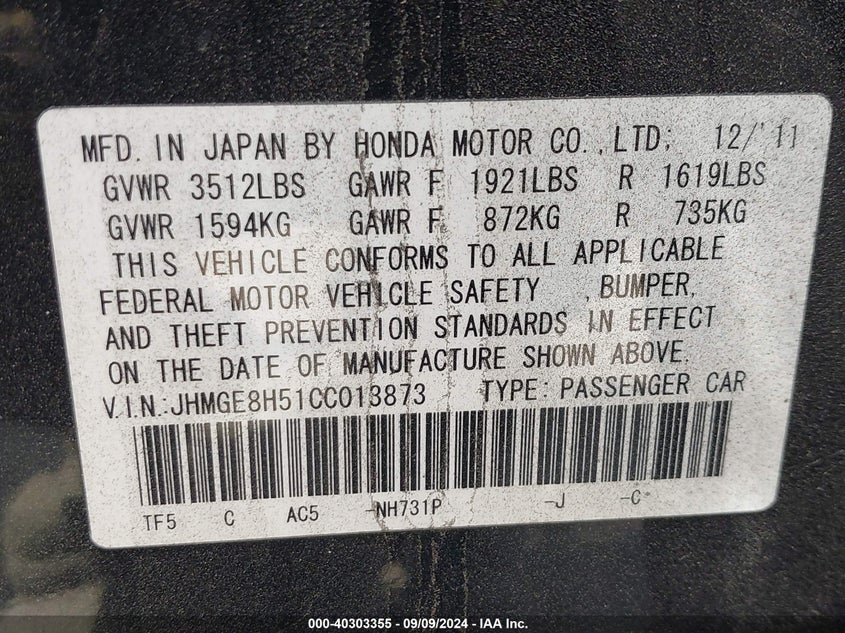 MFD. IN JAPAN BY HONDA MOTOR CO., LTD; 12/'11
GVWR 3512LBS GAWR F 1921LBS R 1619LBS
GVWR 1594KG GAWR F 872KG R 735KG
THIS VEHICLE CONFORMS TO ALL APPLICABLE
FEDERAL MOTOR VEHICLE SAFETY , BUMPER,
AND THEFT PREVENTION STANDARDS IN EFFECT
ON THE DATE OF MANUFACTURE SHOWN ABOVE.
V.I.N.:JHMGE8H51CC013873 TYPE: PASSENGER CAR
TF5 C AC5 -NH731P -J -C-
000-40303355 - 09/09/2024 - IAA Inc.